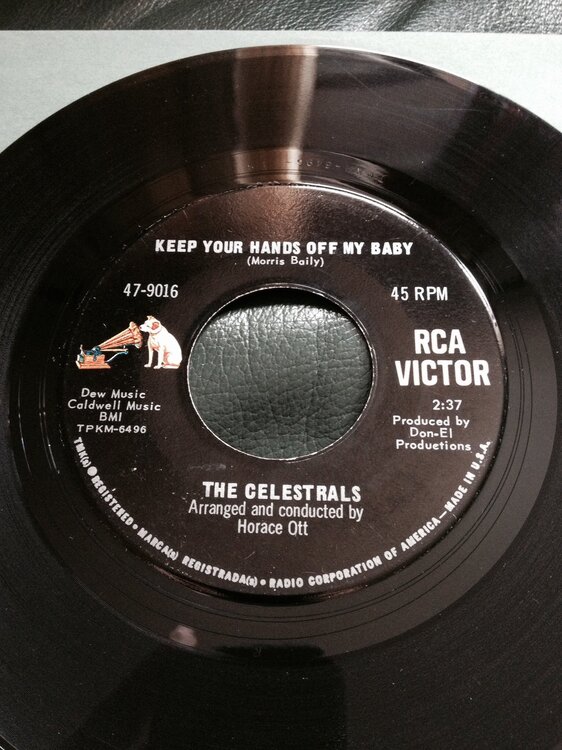 KEEP YOUR HANDS OFF MY BABY
(Morris Baily)
47-9016
45 RPM
RCA
VICTOR
Dew Music
Caldwell Music
BMI
TPKM-6496
2:37
Produced by
Don-El
Productions
THE CELESTRALS
Arranged and conducted by
Horace Ott
TMK(s) ● REGISTERED • MARCA(s) REGISTRADA(s) • RADIO CORPORATION OF AMERICA—MADE IN U.S.A.